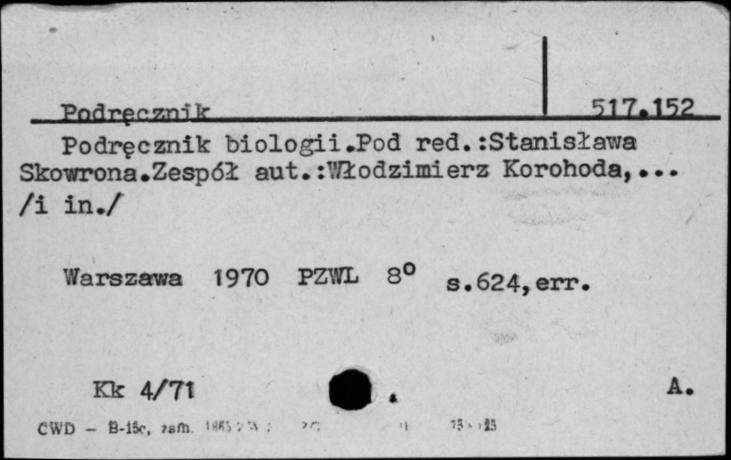 Podręcznik 517.152
Podręcznik biologii.Pod red.:Stanisława
Skowrona.Zespół aut.:Włodzimierz Korohoda,...
/i in./
Warszawa 1970 PZWL 8° s.624,err.
Kk 4/71 A.
CWD — B-15c, zam.